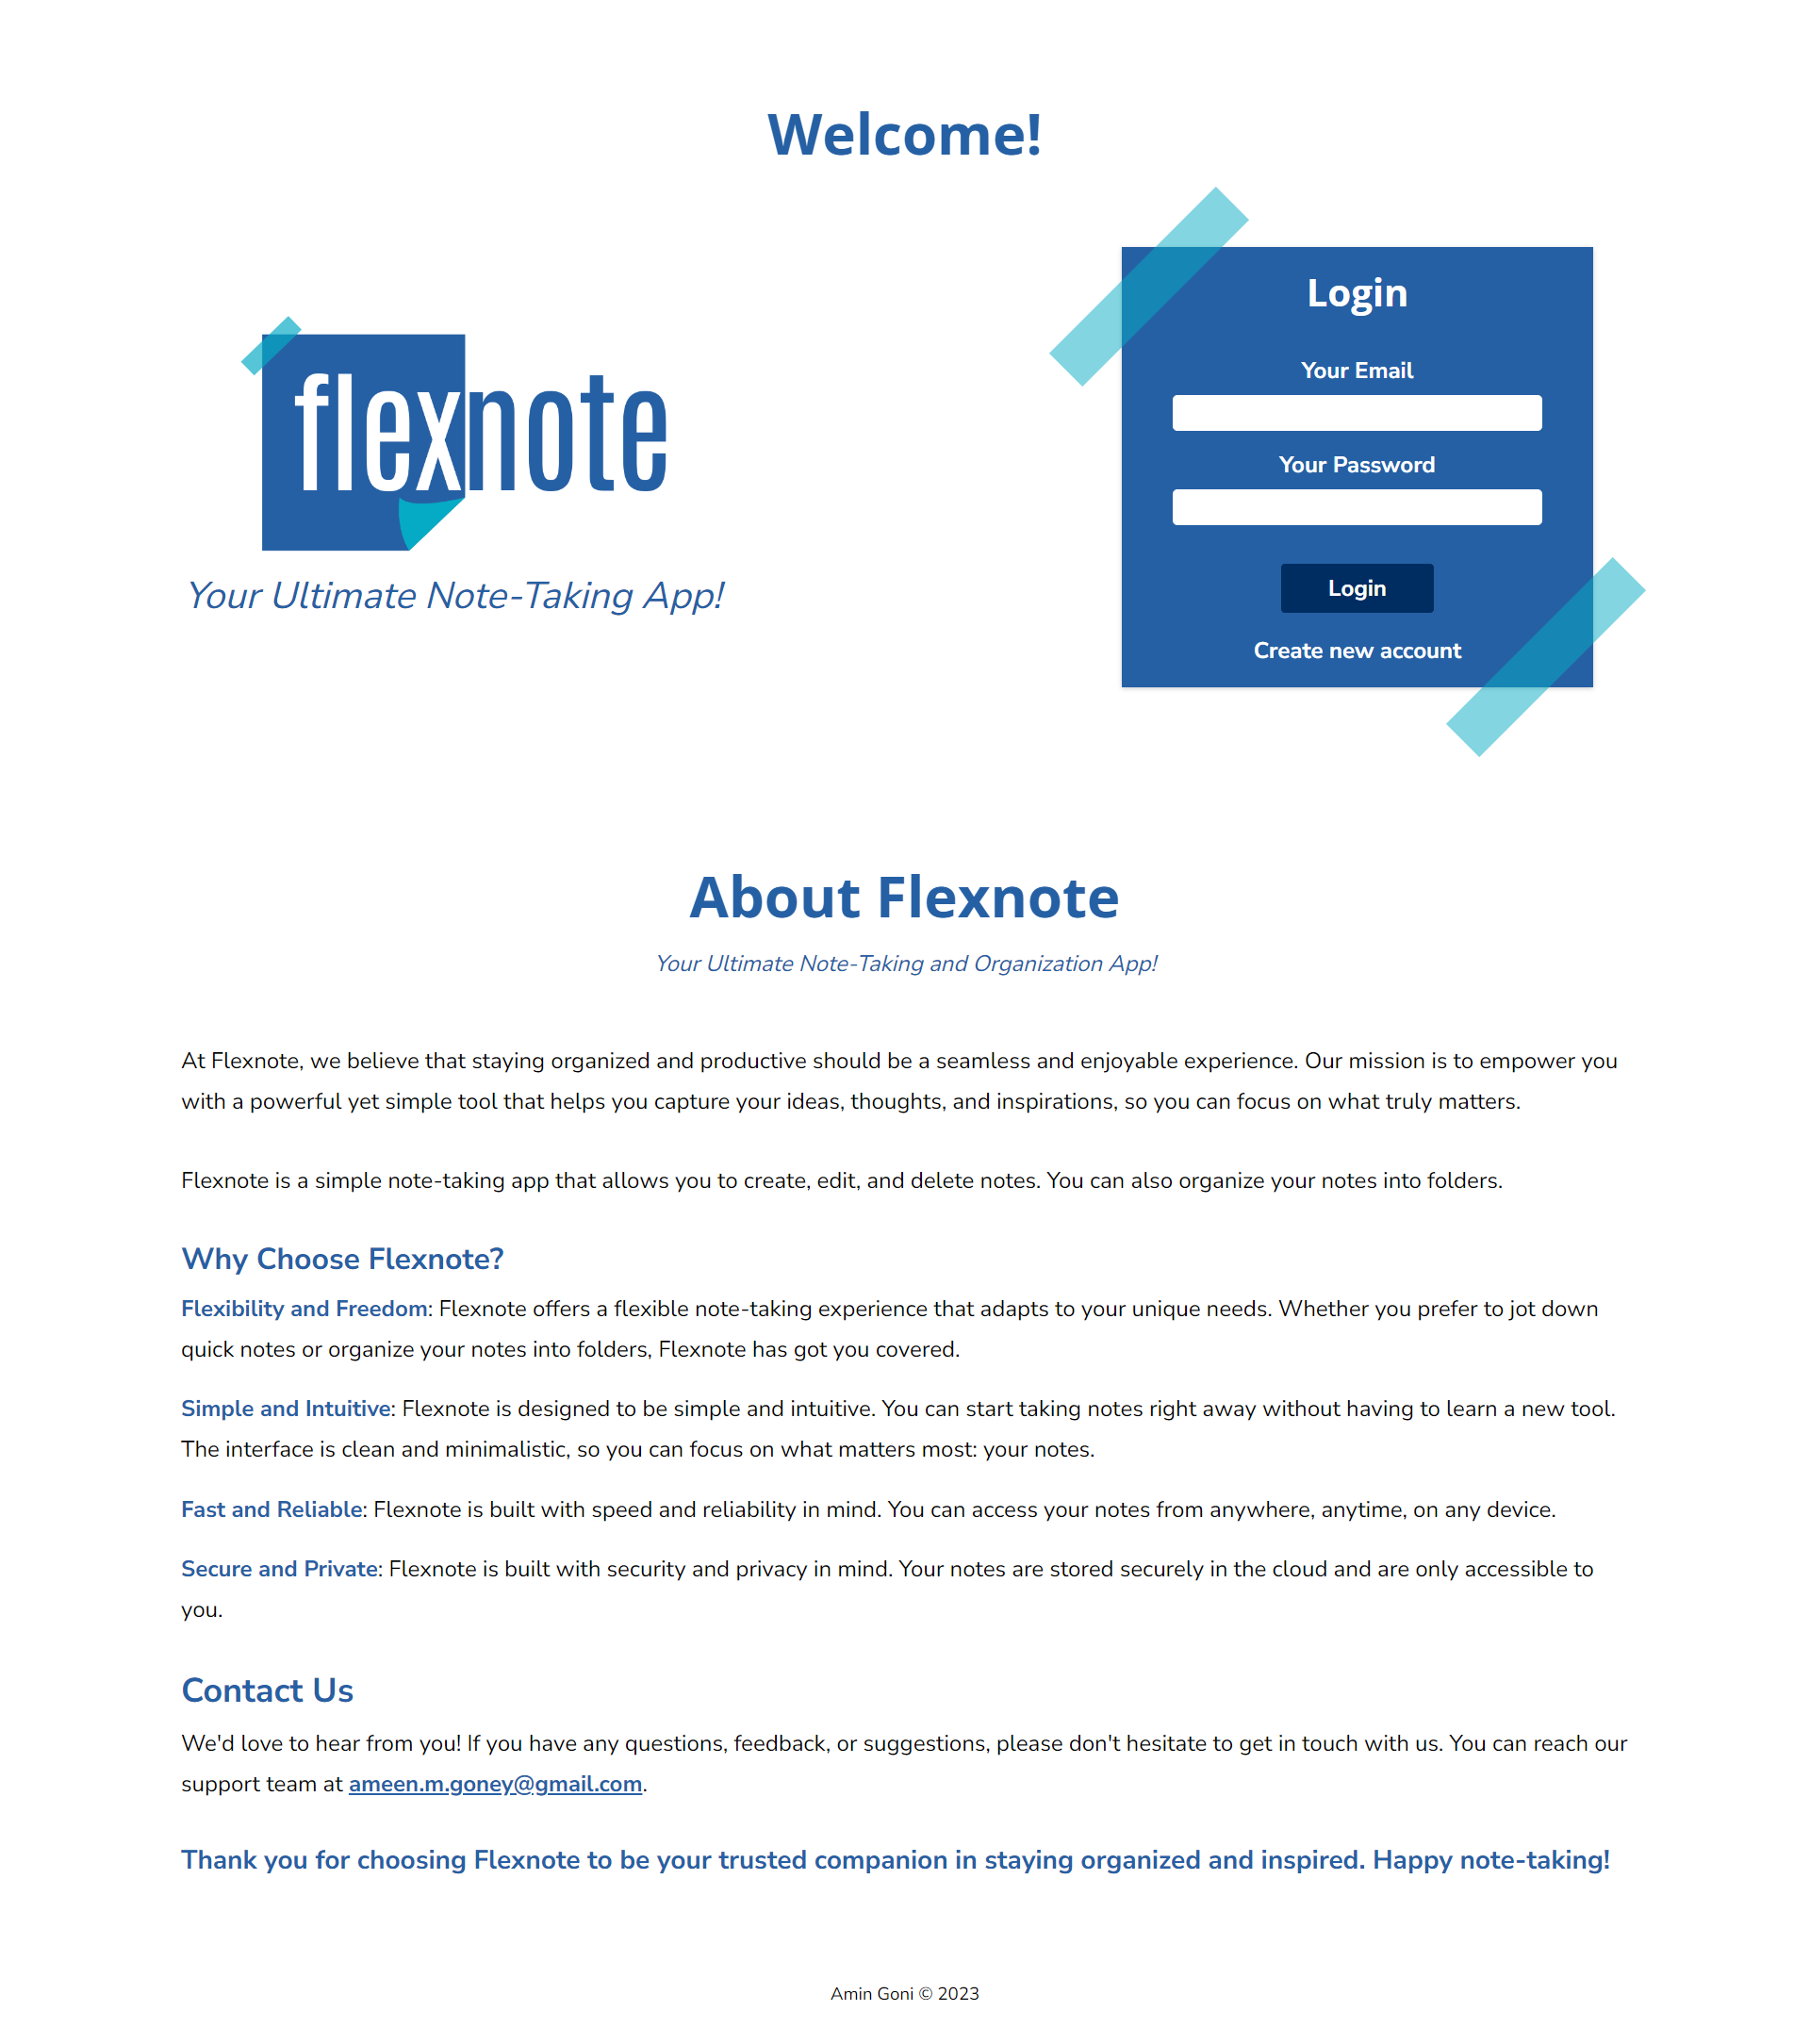 Welcome!
flexnote
Your Ultimate Note-Taking App!
Login
Your Email
Your Password
Login
Create new account
About Flexnote
Your Ultimate Note-Taking and Organization App!
At Flexnote, we believe that staying organized and productive should be a seamless and enjoyable experience. Our mission is to empower you
with a powerful yet simple tool that helps you capture your ideas, thoughts, and inspirations, so you can focus on what truly matters.
Flexnote is a simple note-taking app that allows you to create, edit, and delete notes. You can also organize your notes into folders.
Why Choose Flexnote?
Flexibility and Freedom: Flexnote offers a flexible note-taking experience that adapts to your unique needs. Whether you prefer to jot down
quick notes or organize your notes into folders, Flexnote has got you covered.
Simple and Intuitive: Flexnote is designed to be simple and intuitive. You can start taking notes right away without having to learn a new tool.
The interface is clean and minimalistic, so you can focus on what matters most: your notes.
Fast and Reliable: Flexnote is built with speed and reliability in mind. You can access your notes from anywhere, anytime, on any device.
Secure and Private: Flexnote is built with security and privacy in mind. Your notes are stored securely in the cloud and are only accessible to
you.
Contact Us
We'd love to hear from you! If you have any questions, feedback, or suggestions, please don't hesitate to get in touch with us. You can reach our
support team at ameen.m.goney@gmail.com.
Thank you for choosing Flexnote to be your trusted companion in staying organized and inspired. Happy note-taking!
Amin Goni © 2023